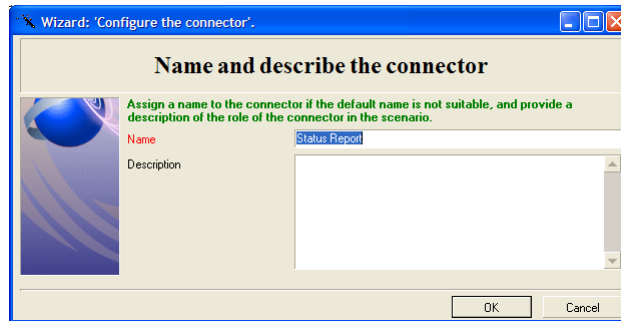 Wizard: 'Configure the connector'.
Name and describe the connector
Assign a name to the connector if the default name is not suitable, and provide a
description of the role of the connector in the scenario.
Name
Status Report
Description
OK
Cancel